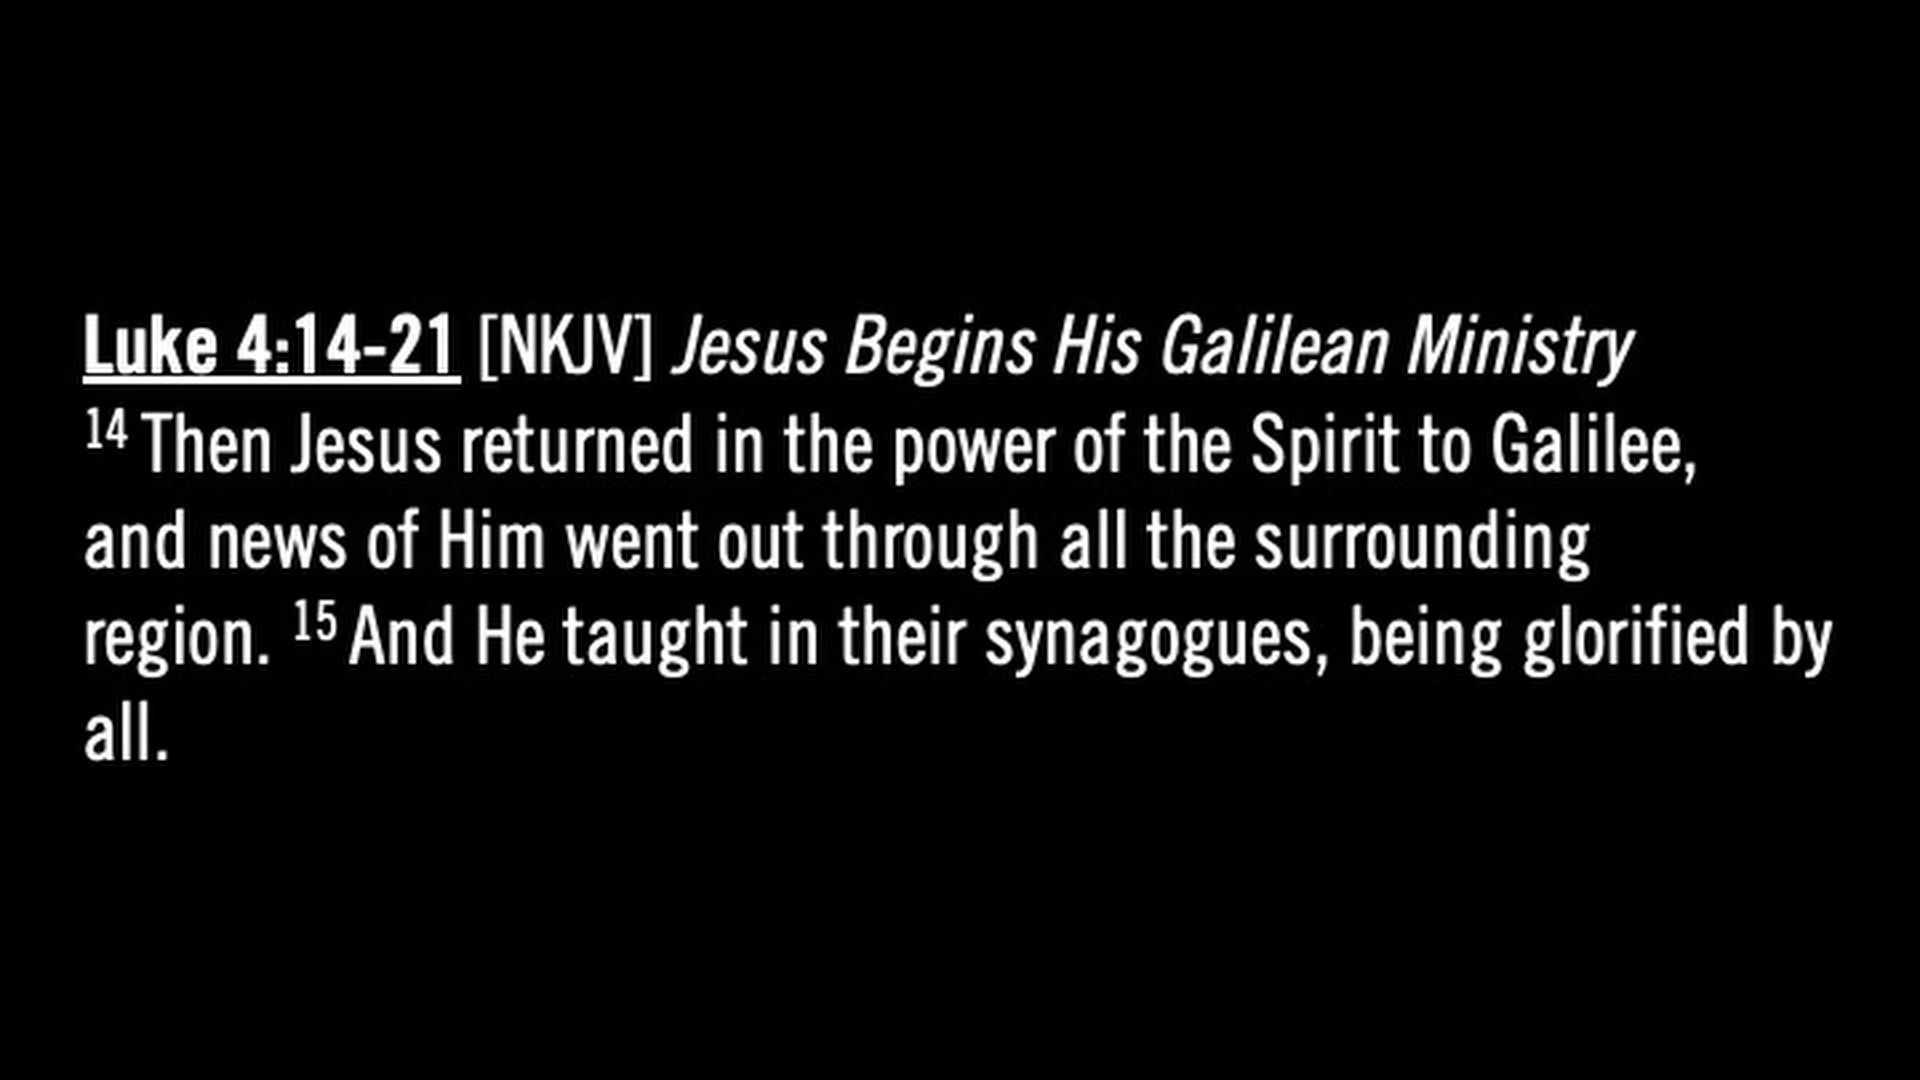 Luke 4:14-21 [NKJV] Jesus Begins His Galilean Ministry
14 Then Jesus returned in the power of the Spirit to Galilee,
and news of Him went out through all the surrounding
region. 15 And He taught in their synagogues, being glorified by
all.